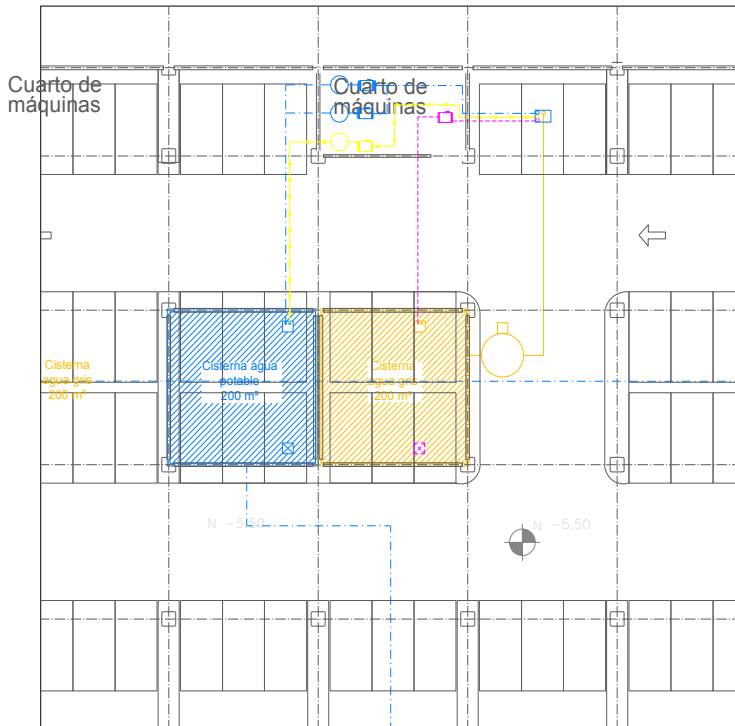 Cuarto de
máquinas
Cuarto de
máquinas
Cisterna
agua gris
200 m³
Cisterna agua
potable
200 m³
Cisterna
agua gris
200 m³
N -5.50
N -5.50